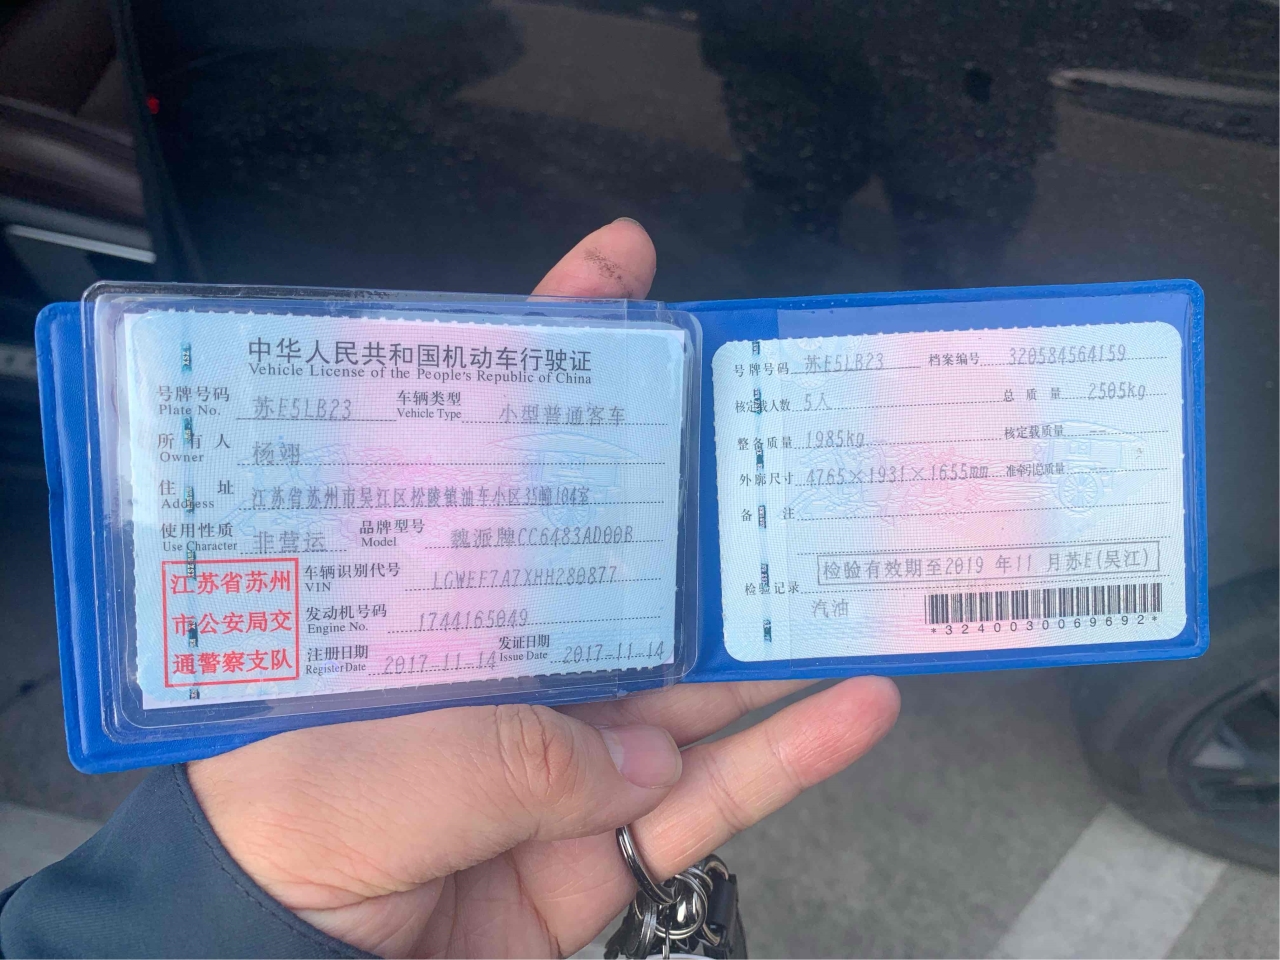 中华人民共和国机动车行驶证
Vehicle License of the People's Republic of China
号牌号码 苏E5LB23 车辆类型 小型普通客车
Plate No. Vehicle Type
所有人 杨翊
Owner
住址 江苏省苏州市吴江区松陵镇油车小区35幢104室
Address
使用性质 非营运 品牌型号 魏派牌CC6483AD00B
Use Character Model
江苏省苏州
市公安局交
通警察支队
车辆识别代号 LGWEF7A7XHH280877
VIN
发动机号码 1744165049
Engine No.
注册日期 2017-11-14 发证日期 2017-11-14
Register Date Issue Date
号牌号码 苏E5LB23 档案编号 320584564159
核定载人数 5人 总质量 2505kg
整备质量 1985kg 核定载质量 --
外廓尺寸 4765×1931×1655mm 准牵引总质量 --
备注
检验有效期至2019年11月苏E(吴江)
检验记录
汽油
*3240030069692*